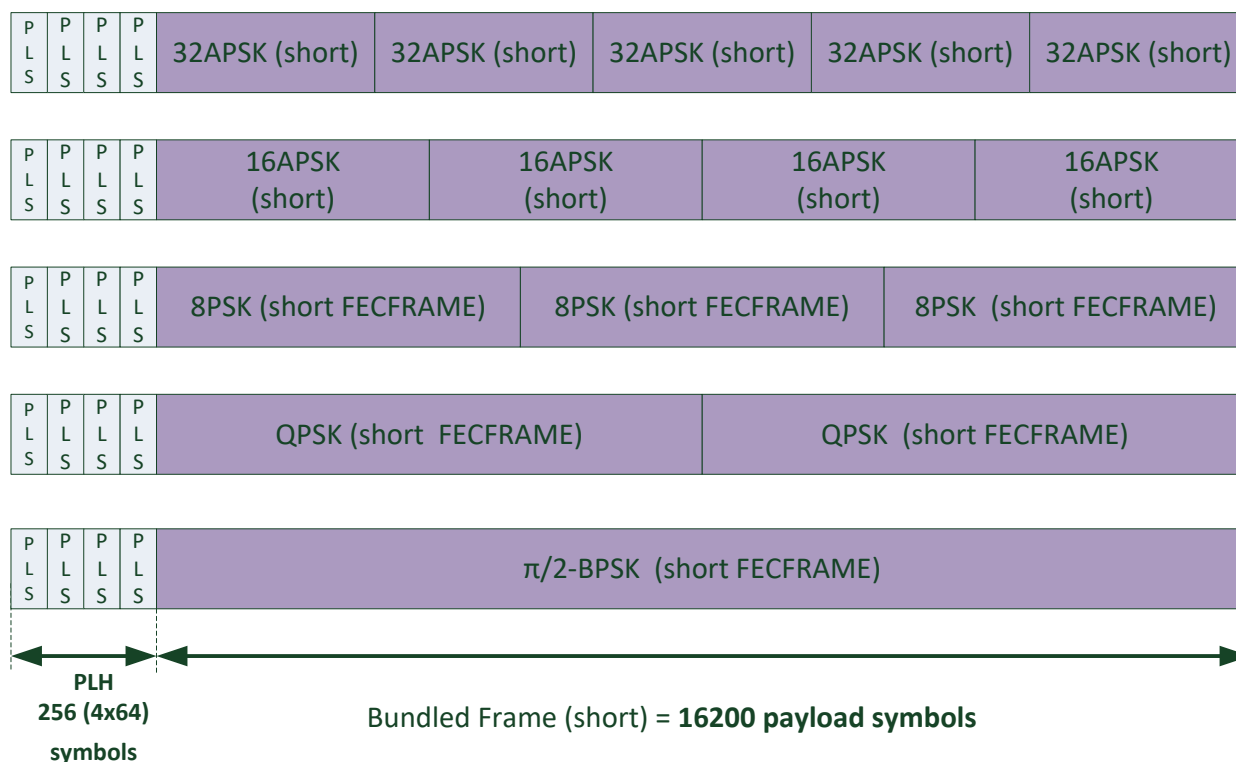 P L S P L S P L S P L S 32APSK (short) 32APSK (short) 32APSK (short) 32APSK (short) 32APSK (short)
P L S P L S P L S P L S 16APSK (short) 16APSK (short) 16APSK (short) 16APSK (short)
P L S P L S P L S P L S 8PSK (short FECFRAME) 8PSK (short FECFRAME) 8PSK (short FECFRAME)
P L S P L S P L S P L S QPSK (short FECFRAME) QPSK (short FECFRAME)
P L S P L S P L S P L S π/2-BPSK (short FECFRAME)
PLH
256 (4x64)
symbols
Bundled Frame (short) = 16200 payload symbols